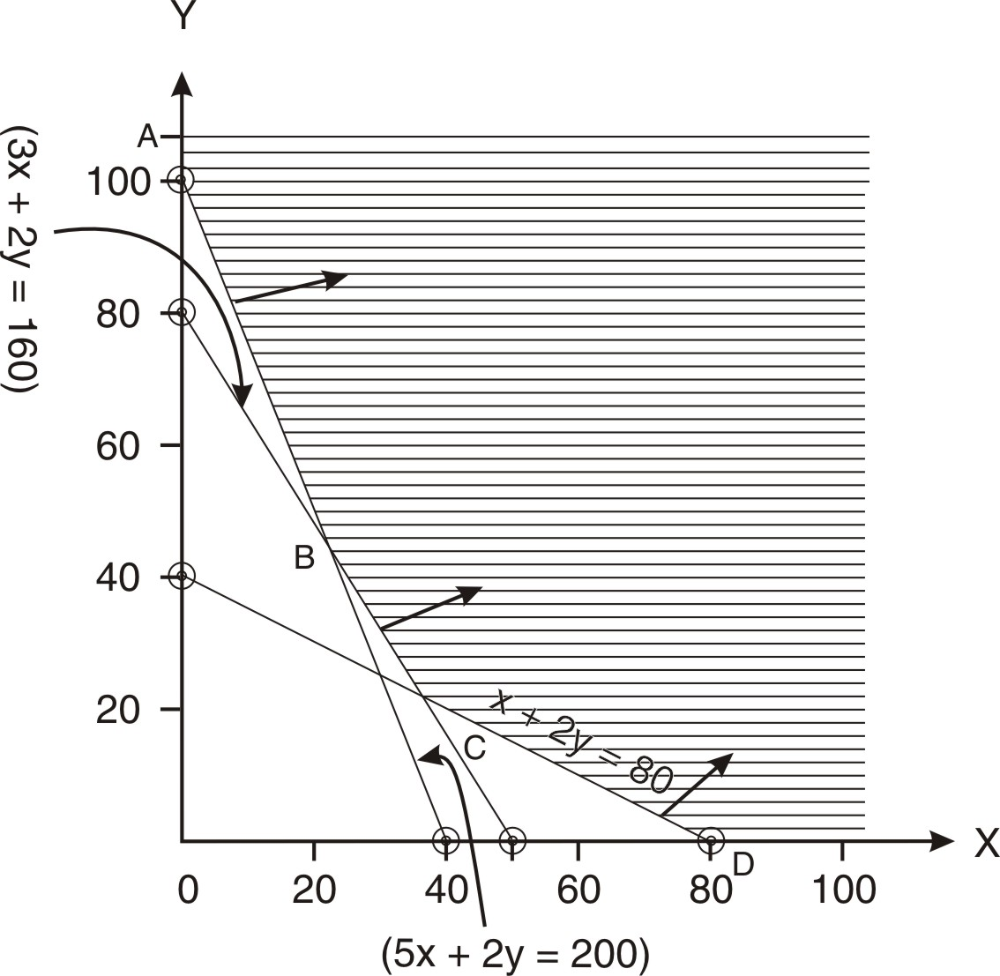 Y
A
100
(3x + 2y = 160)
80
60
B
40
20
x + 2y = 80
C
X
D
0 20 40 60 80 100
(5x + 2y = 200)